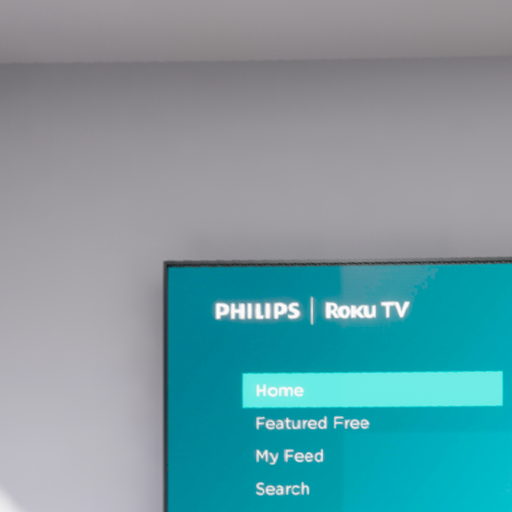 PHILIPS | Roku TV
Home
Featured Free
My Feed
Search